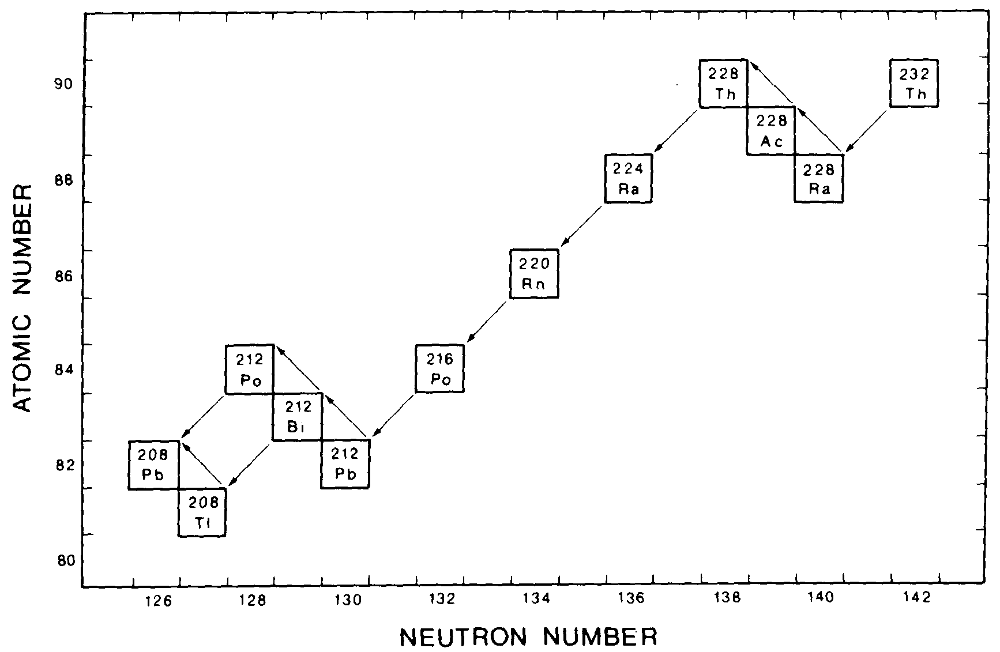 ATOMIC NUMBER
90
88
86
84
82
80
228
Th
232
Th
228
Ac
224
Ra
228
Ra
220
Rn
212
Po
216
Po
212
Bi
208
Pb
212
Pb
208
Tl
126
128
130
132
134
136
138
140
142
NEUTRON NUMBER